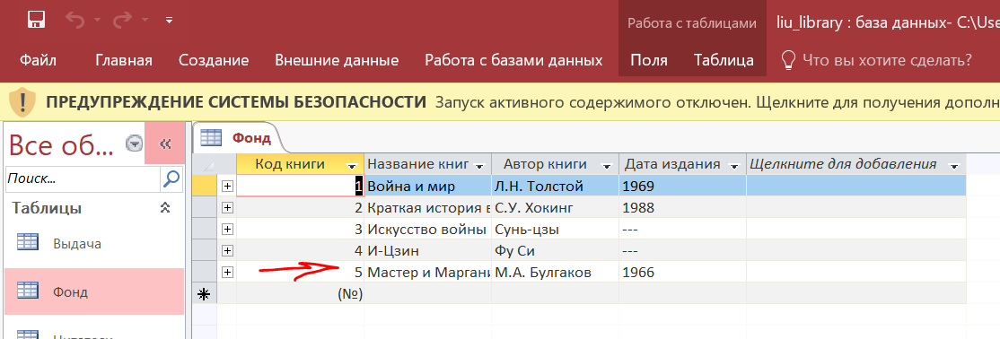 Работа с таблицами
liu_library : база данных- C:\Use
Файл Главная Создание Внешние данные Работа с базами данных Поля Таблица Что вы хотите сделать?
ПРЕДУПРЕЖДЕНИЕ СИСТЕМЫ БЕЗОПАСНОСТИ Запуск активного содержимого отключен. Щелкните для получения дополн
Все об... «
Поиск...
Таблицы
Выдача
Фонд
Фонд
Код книги Название книг Автор книги Дата издания Щелкните для добавления
1 Война и мир Л.Н. Толстой 1969
2 Краткая история в С.У. Хокинг 1988
3 Искусство войны Сунь-цзы ---
4 И-Цзин Фу Си ---
5 Мастер и Маргани М.А. Булгаков 1966
(№)